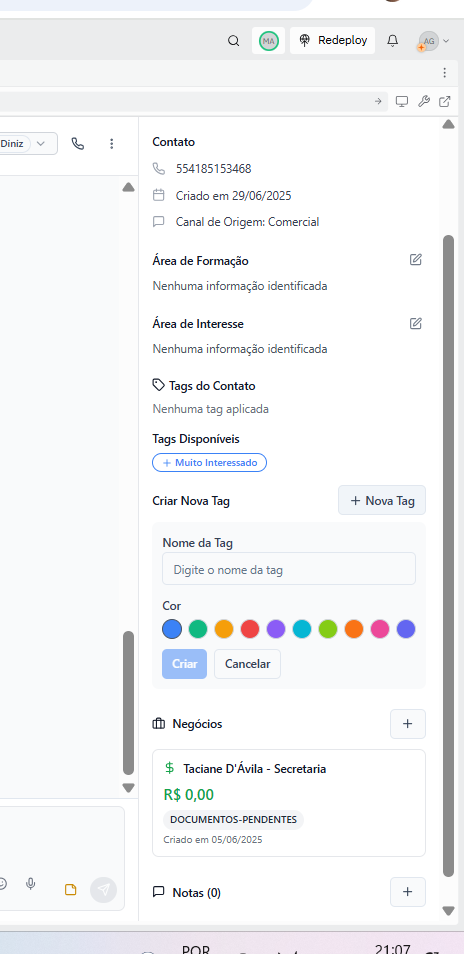 MA
Redeploy
AG
Diniz
Contato
554185153468
Criado em 29/06/2025
Canal de Origem: Comercial
Área de Formação
Nenhuma informação identificada
Área de Interesse
Nenhuma informação identificada
Tags do Contato
Nenhuma tag aplicada
Tags Disponíveis
+ Muito Interessado
Criar Nova Tag
+ Nova Tag
Nome da Tag
Digite o nome da tag
Cor
Criar
Cancelar
Negócios
+
$ Taciane D'Ávila - Secretaria
R$ 0,00
DOCUMENTOS-PENDENTES
Criado em 05/06/2025
Notas (0)
+
POR
21:07